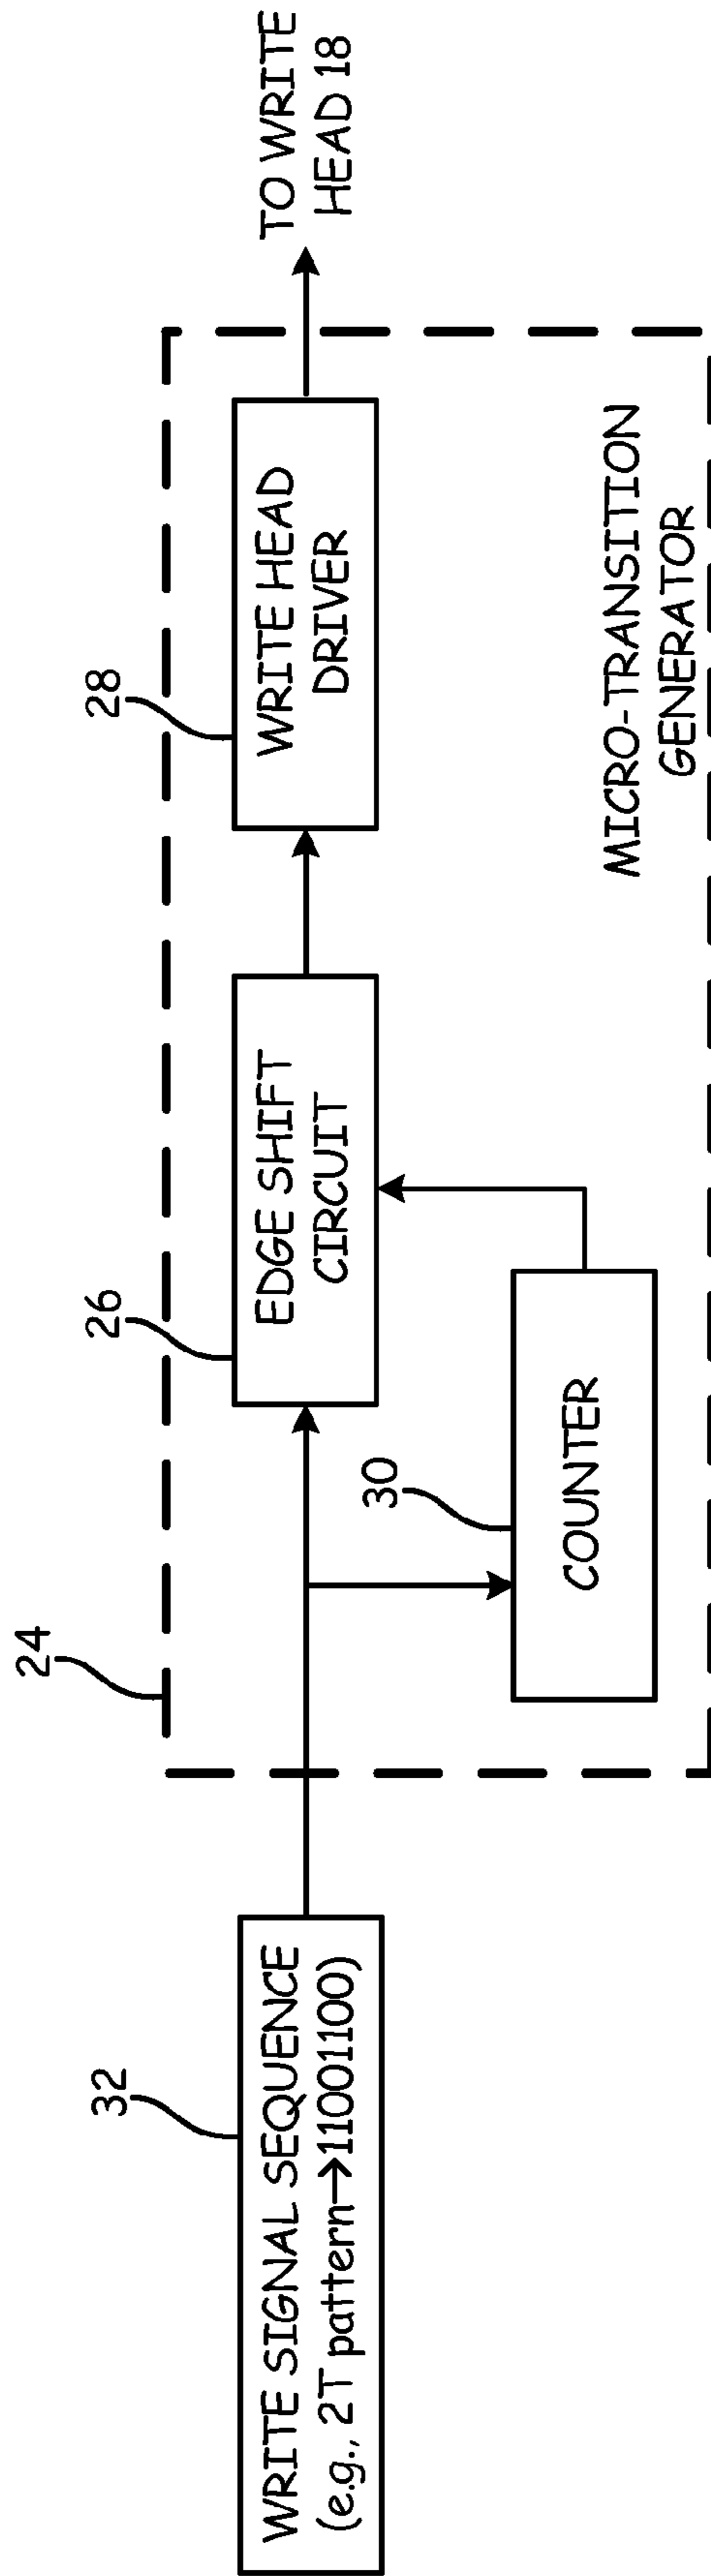 32
WRITE SIGNAL SEQUENCE
(e.g., 2T pattern→11001100)
24
26
EDGE SHIFT
CIRCUIT
30
COUNTER
28
WRITE HEAD
DRIVER
MICRO-TRANSITION
GENERATOR
TO WRITE
HEAD 18